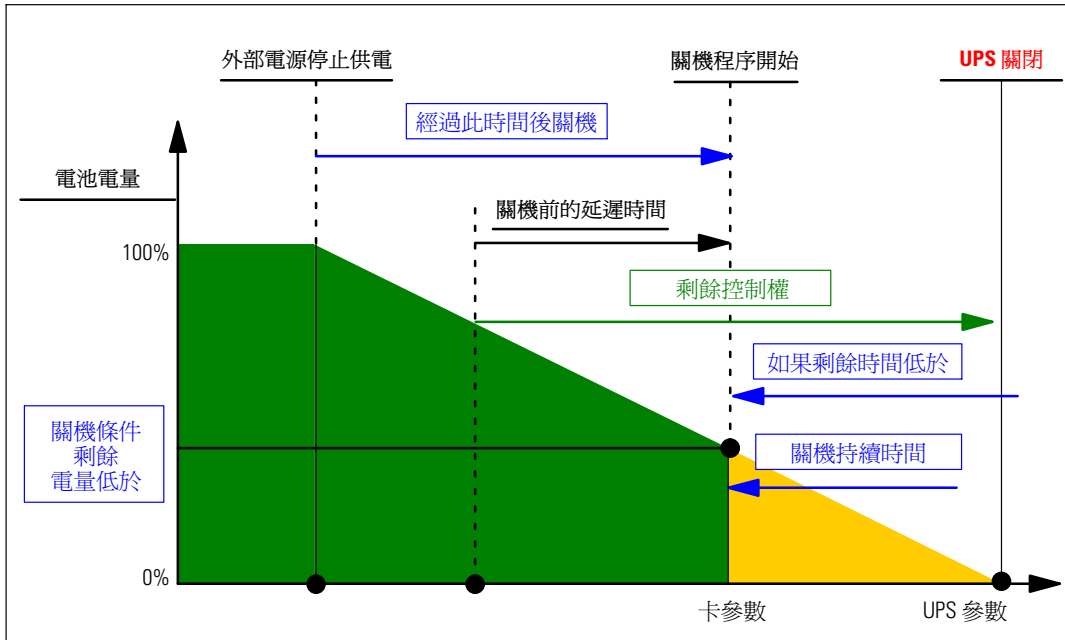 外部電源停止供電
關機程序開始
UPS 關閉
經過此時間後關機
電池電量
關機前的延遲時間
100%
剩餘控制權
如果剩餘時間低於
關機條件
剩餘
電量低於
關機持續時間
0%
卡參數
UPS 參數